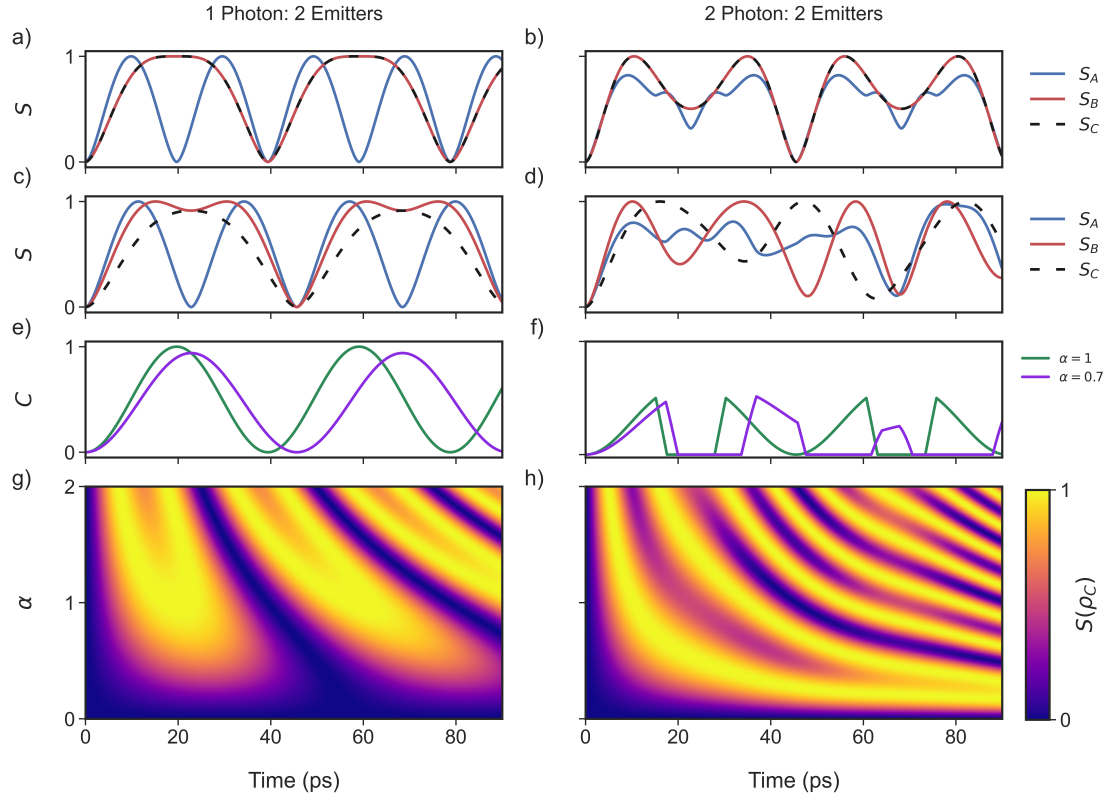 1 Photon: 2 Emitters
2 Photon: 2 Emitters
a)
b)
1
S
0
S_A
S_B
S_C
c)
d)
1
S
0
S_A
S_B
S_C
e)
f)
1
C
0
α = 1
α = 0.7
g)
h)
2
α
1
0
1
S(ρ_C)
0
0 20 40 60 80
0 20 40 60 80
Time (ps)
Time (ps)